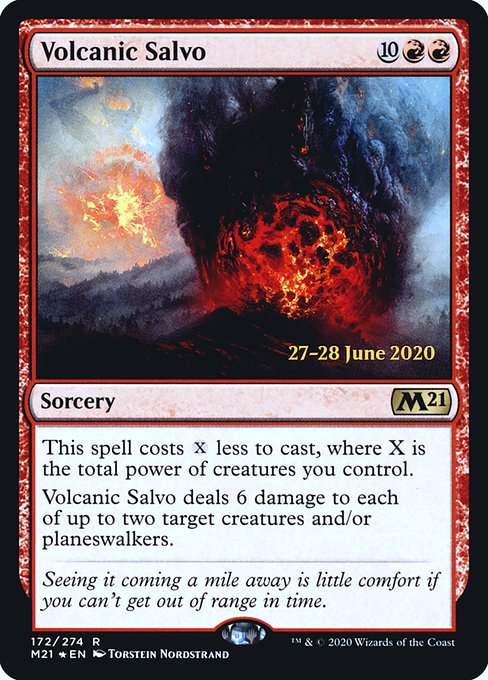 Volcanic Salvo 10
27–28 June 2020
Sorcery M21
This spell costs X less to cast, where X is
the total power of creatures you control.
Volcanic Salvo deals 6 damage to each
of up to two target creatures and/or
planeswalkers.
Seeing it coming a mile away is little comfort if
you can't get out of range in time.
172/274 R ™ & © 2020 Wizards of the Coast
M21 ★ EN Torstein Nordstrand